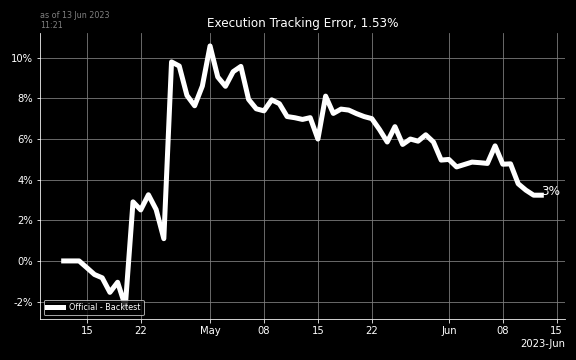 as of 13 Jun 2023
11:21
Execution Tracking Error, 1.53%
10%
8%
6%
4%
2%
0%
-2%
3%
Official - Backtest
15 22 May 08 15 22 Jun 08 15
2023-Jun